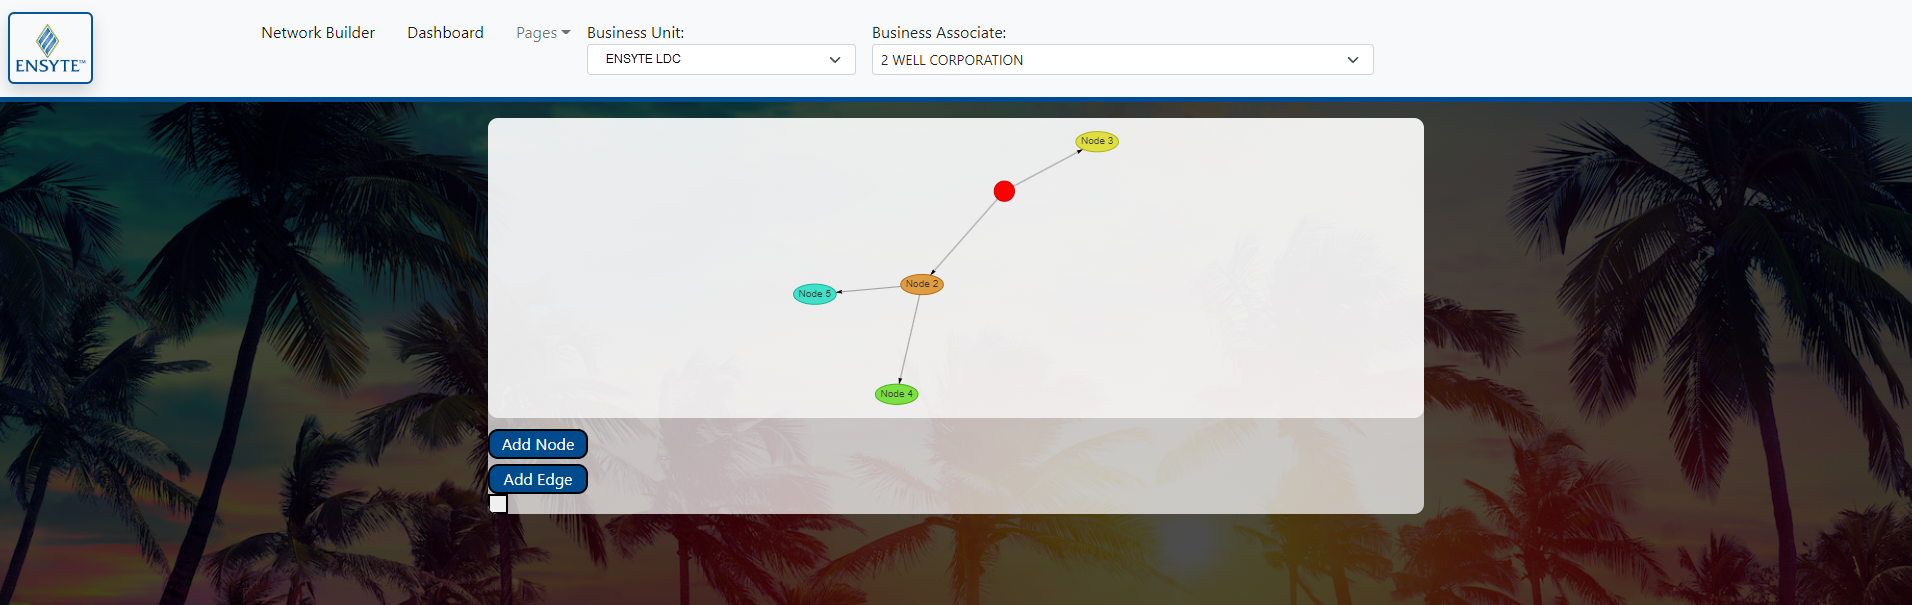 ENSYTE™
Network Builder
Dashboard
Pages
Business Unit:
ENSYTE LDC
Business Associate:
2 WELL CORPORATION
Node 3
Node 2
Node 5
Node 4
Add Node
Add Edge